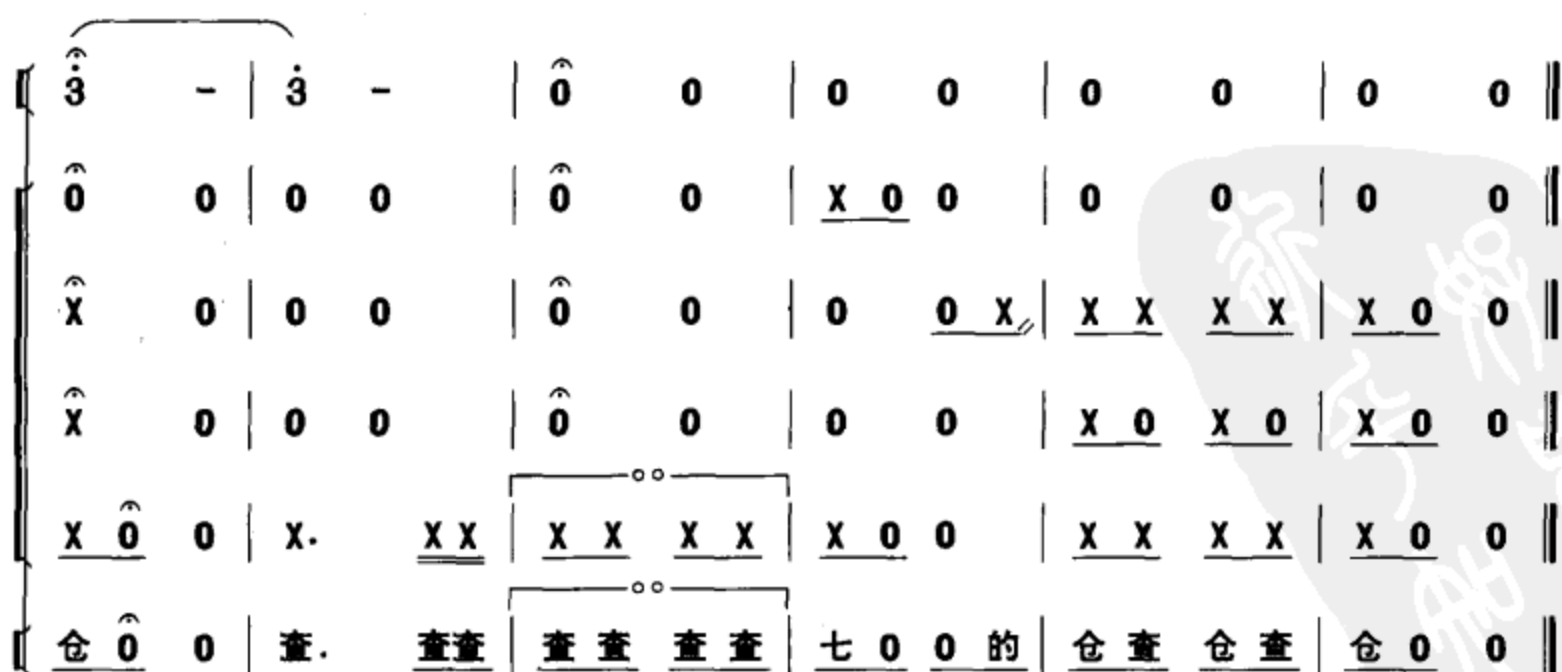 3 - | 3 - | 0 0 | 0 0 | 0 0 | 0 0 ‖
0 0 | 0 0 | 0 0 | X 0 0 | 0 0 | 0 0 ‖
X 0 | 0 0 | 0 0 | 0 0 X | X X X X | X 0 0 ‖
X 0 | 0 0 | 0 0 | 0 0 | X 0 X 0 | X 0 0 ‖
X 0 0 | X. X X | X X X X | X 0 0 | X X X X | X 0 0 ‖
仓 0 0 | 查. 查查 | 查 查 查 查 | 七 0 0 的 | 仓 查 仓 查 | 仓 0 0 ‖